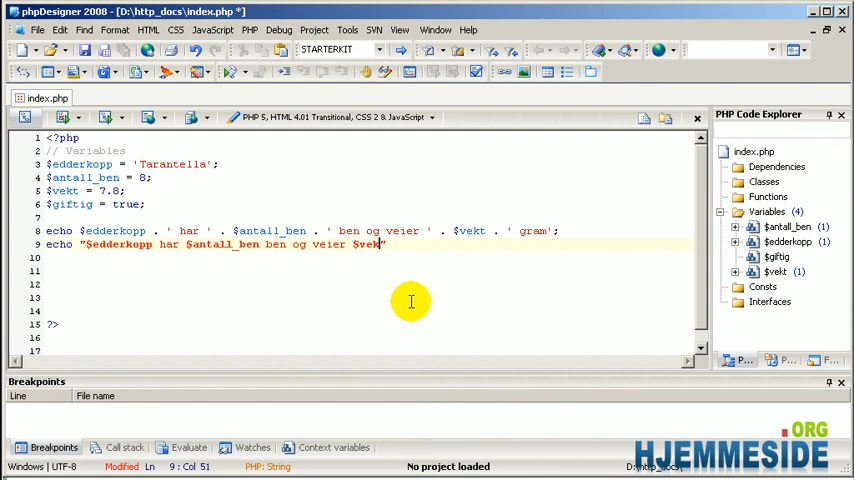 phpDesigner 2008 - [D:\http_docs\index.php *]
File Edit Find Format HTML CSS JavaScript PHP Debug Project Tools SVN View Window Help
STARTERKIT
index.php
PHP 5, HTML 4.01 Transitional, CSS 2 & JavaScript
PHP Code Explorer
1 <?php
2 // Variables
3 $edderkopp = 'Tarantella';
4 $antall_ben = 8;
5 $vekt = 7.8;
6 $giftig = true;
7
8 echo $edderkopp . ' har ' . $antall_ben . ' ben og veier ' . $vekt . ' gram';
9 echo "$edderkopp har $antall_ben ben og veier $vek"
10
11
12
13
14
15 ?>
16
17
index.php
Dependencies
Classes
Functions
Variables (4)
$antall_ben (1)
$edderkopp (1)
$giftig
$vekt (1)
Consts
Interfaces
P... P... F...
Breakpoints
Line File name
Breakpoints Call stack Evaluate Watches Context variables
Windows | UTF-8 Modified Ln 9 : Col 51 PHP: String No project loaded D:\http_docs
HJEMMESIDE.ORG